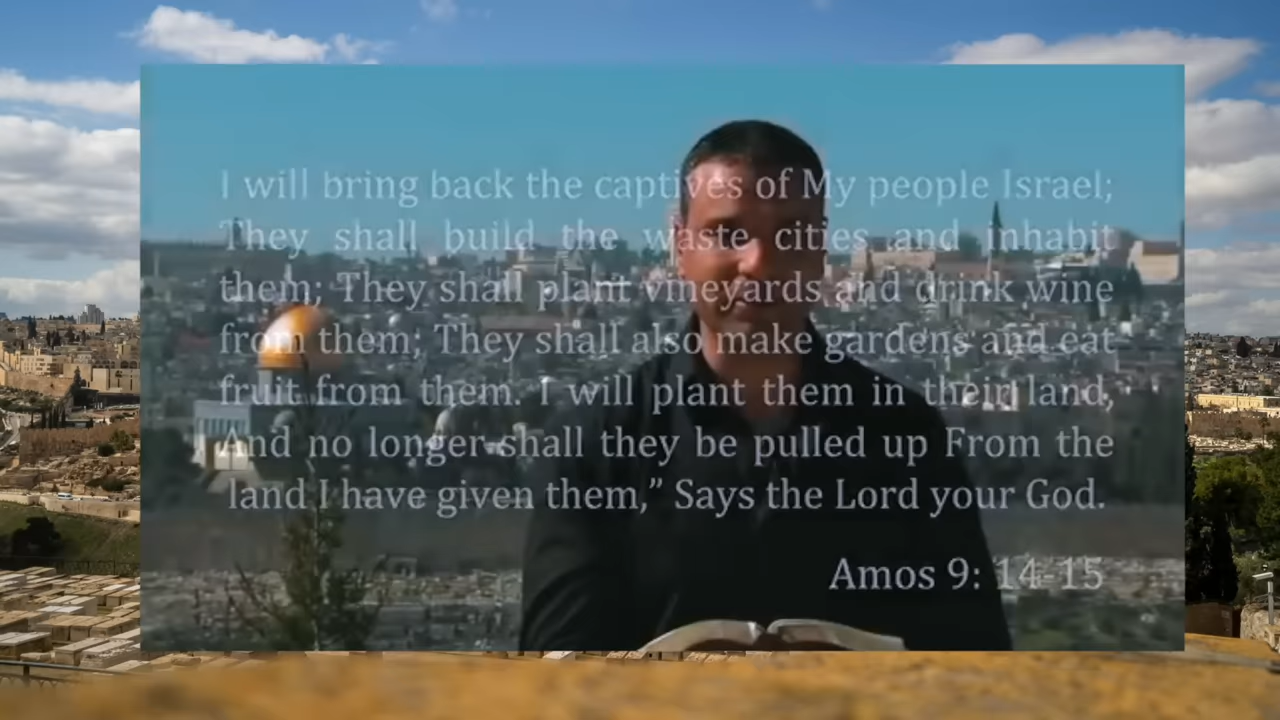 I will bring back the captives of My people Israel;
They shall build the waste cities and inhabit
them; They shall plant vineyards and drink wine
from them; They shall also make gardens and eat
fruit from them. I will plant them in their land,
And no longer shall they be pulled up From the
land I have given them,” Says the Lord your God.
Amos 9: 14-15